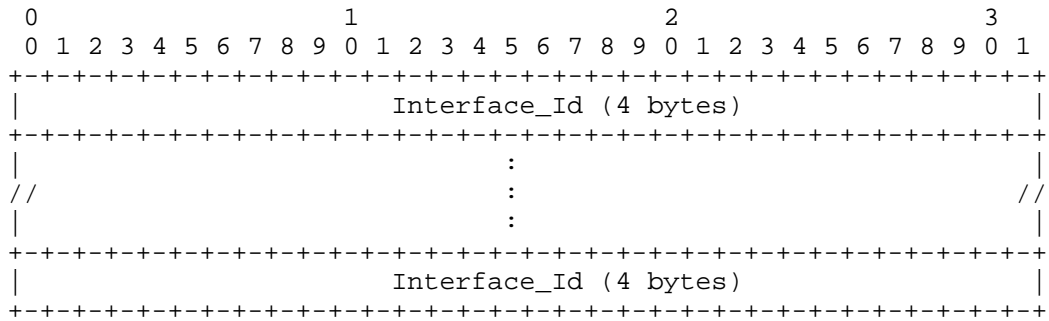 0                   1                   2                   3
 0 1 2 3 4 5 6 7 8 9 0 1 2 3 4 5 6 7 8 9 0 1 2 3 4 5 6 7 8 9 0 1
+-+-+-+-+-+-+-+-+-+-+-+-+-+-+-+-+-+-+-+-+-+-+-+-+-+-+-+-+-+-+-+-+
|                       Interface_Id (4 bytes)                  |
+-+-+-+-+-+-+-+-+-+-+-+-+-+-+-+-+-+-+-+-+-+-+-+-+-+-+-+-+-+-+-+-+
|                              :                                |
//                             :                               //
|                              :                                |
+-+-+-+-+-+-+-+-+-+-+-+-+-+-+-+-+-+-+-+-+-+-+-+-+-+-+-+-+-+-+-+-+
|                       Interface_Id (4 bytes)                  |
+-+-+-+-+-+-+-+-+-+-+-+-+-+-+-+-+-+-+-+-+-+-+-+-+-+-+-+-+-+-+-+-+